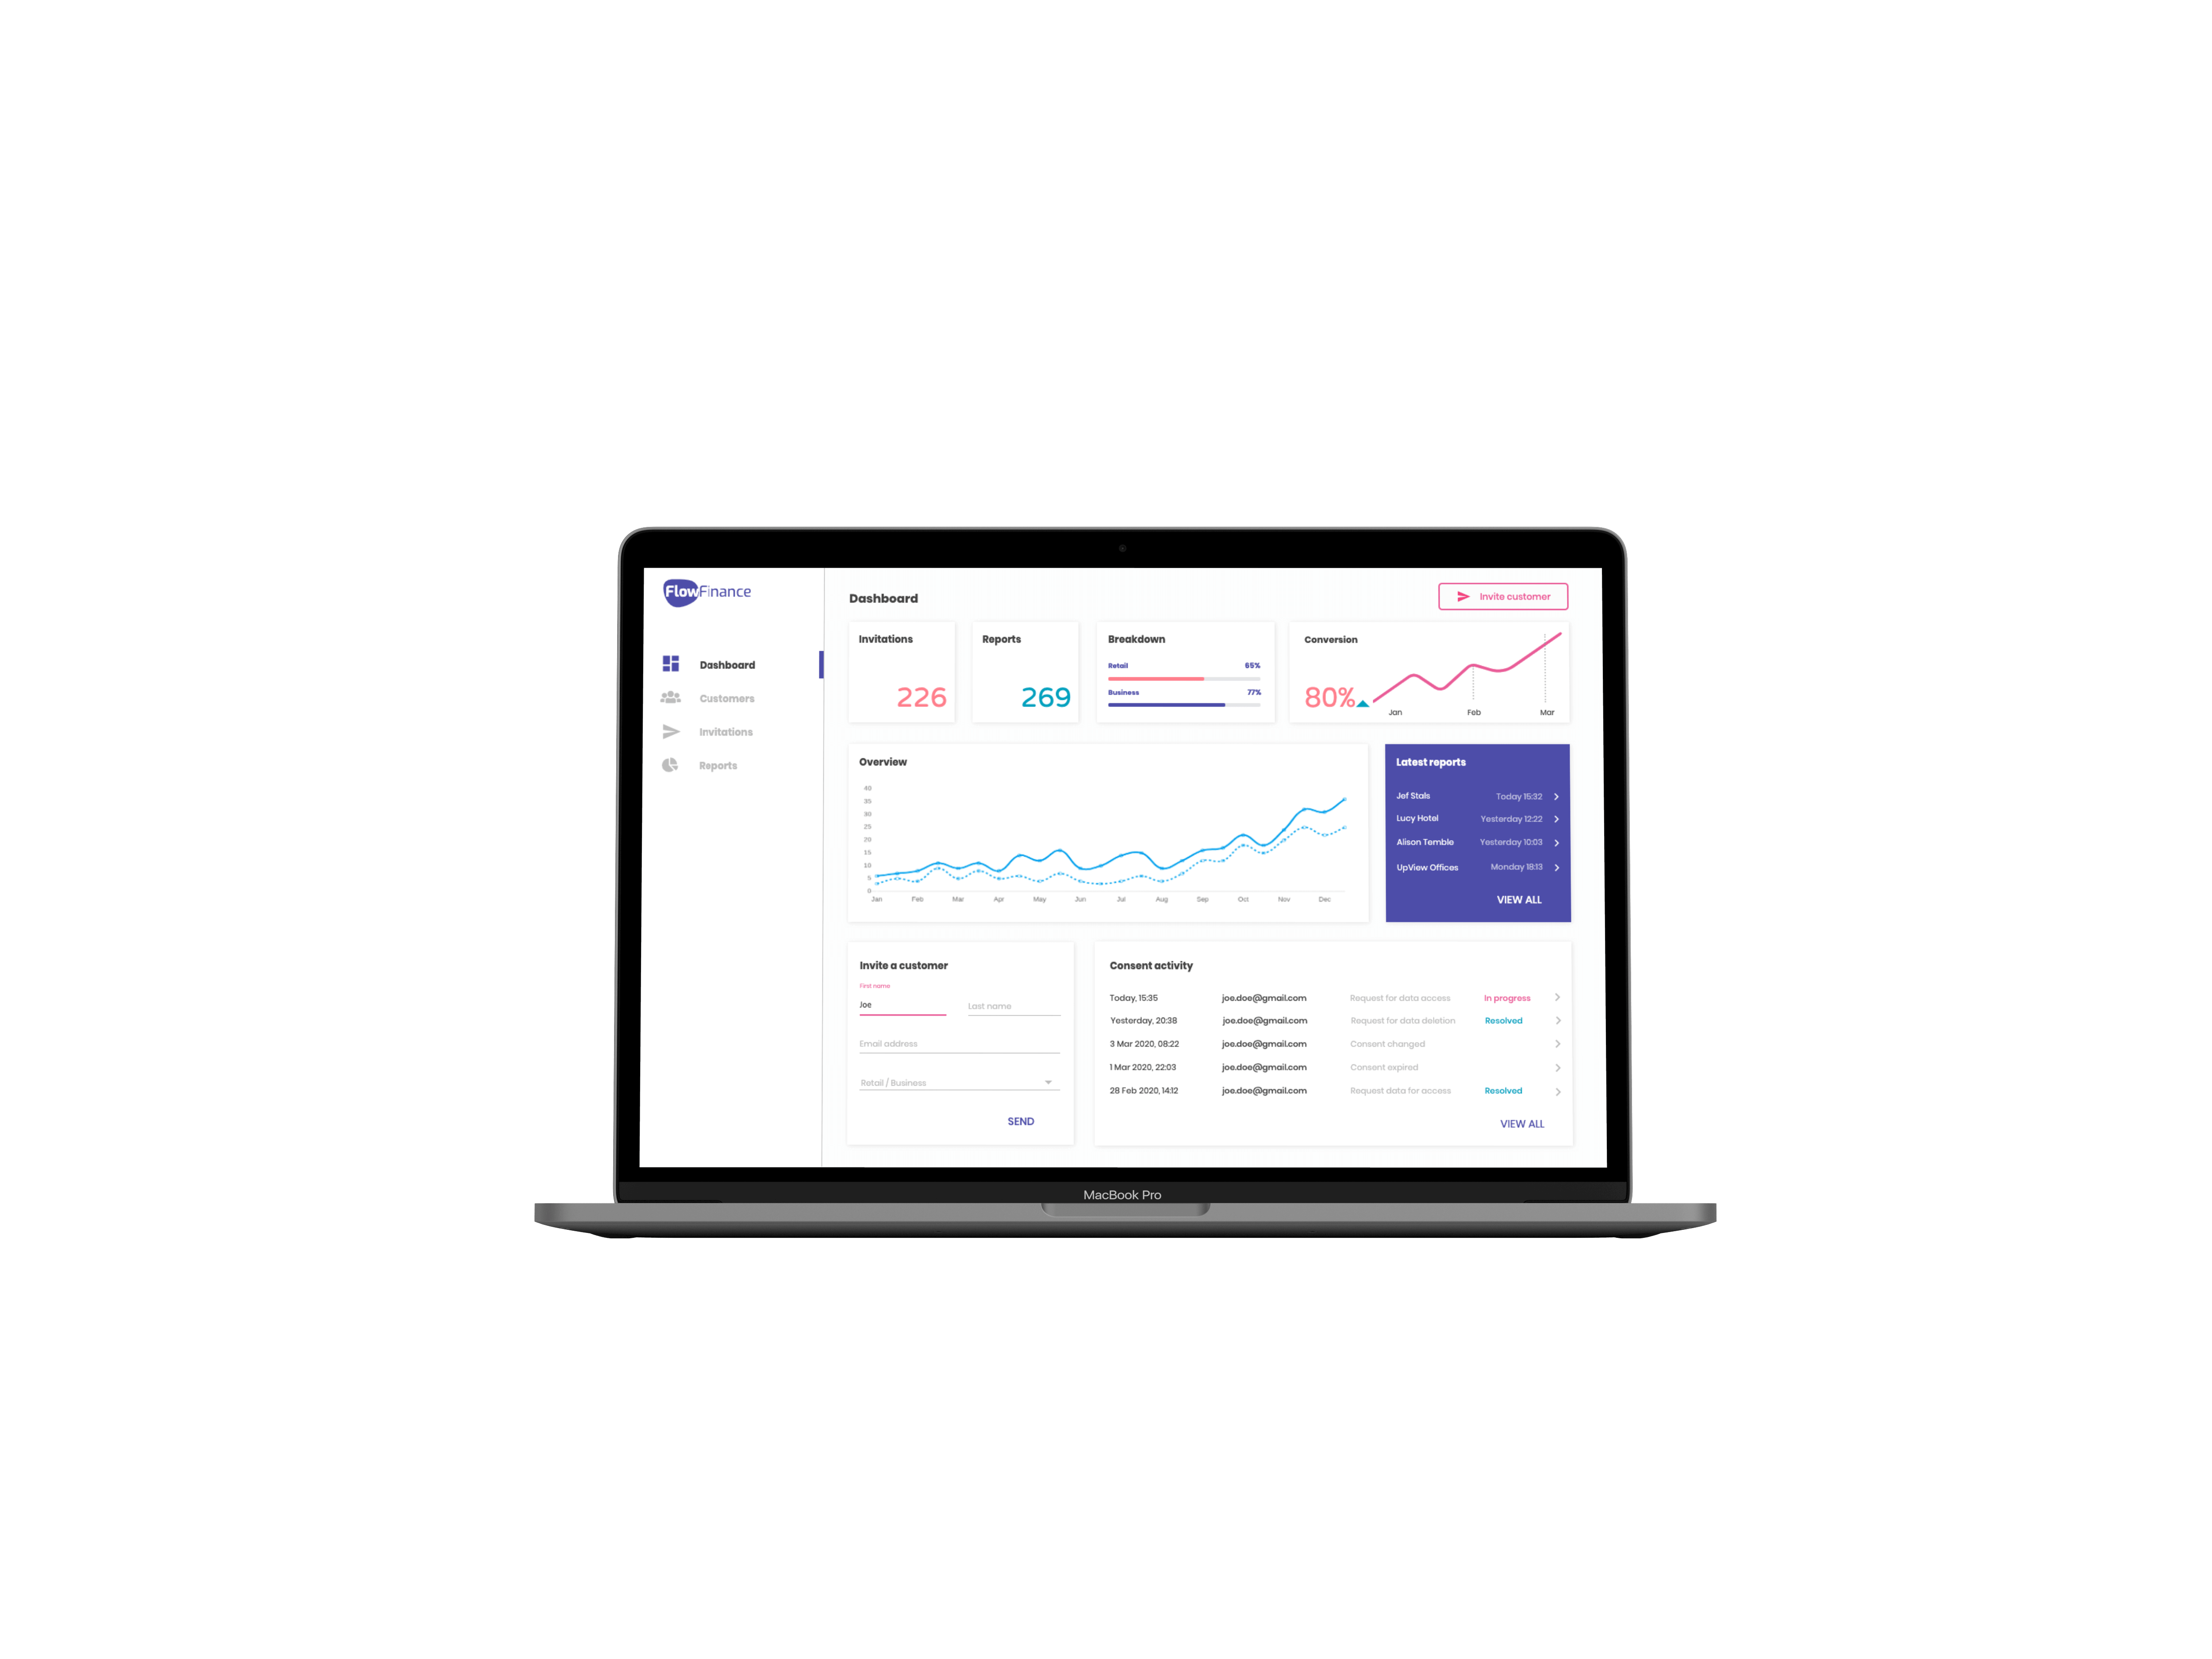 FlowFinance
Dashboard
Customers
Invitations
Reports
Dashboard
Invite customer
Invitations
226
Reports
269
Breakdown
Retail 65%
Business 77%
Conversion
80%
Jan Feb Mar
Overview
40
35
30
25
20
15
10
5
0
Jan Feb Mar Apr May Jun Jul Aug Sep Oct Nov Dec
Latest reports
Jef Stals Today 15:32
Lucy Hotel Yesterday 12:22
Alison Temble Yesterday 10:03
UpView Offices Monday 18:13
VIEW ALL
Invite a customer
First name
Joe Last name
Email address
Retail / Business
SEND
Consent activity
Today, 15:35 joe.doe@gmail.com Request for data access In progress
Yesterday, 20:38 joe.doe@gmail.com Request for data deletion Resolved
3 Mar 2020, 08:22 joe.doe@gmail.com Consent changed
1 Mar 2020, 22:03 joe.doe@gmail.com Consent expired
28 Feb 2020, 14:12 joe.doe@gmail.com Request data for access Resolved
VIEW ALL
MacBook Pro